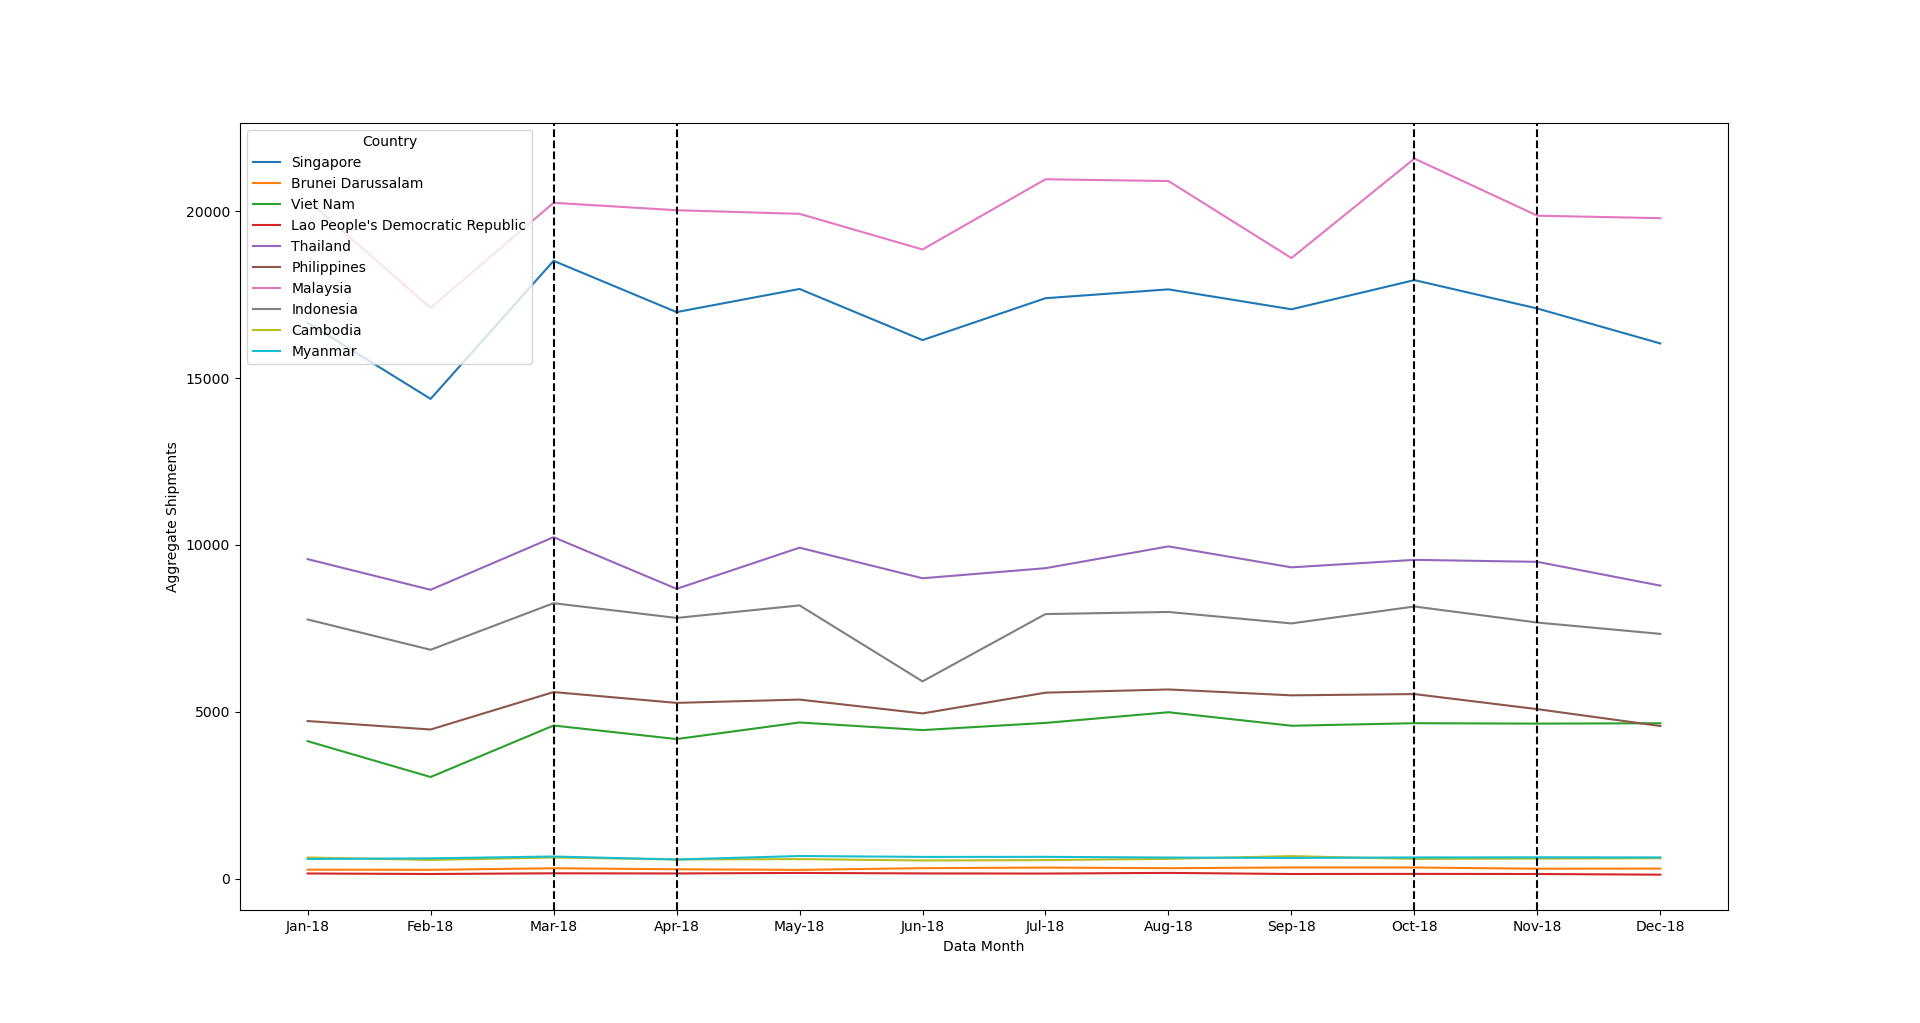 Country
Singapore
Brunei Darussalam
Viet Nam
Lao People's Democratic Republic
Thailand
Philippines
Malaysia
Indonesia
Cambodia
Myanmar
20000
15000
10000
5000
0
Aggregate Shipments
Jan-18 Feb-18 Mar-18 Apr-18 May-18 Jun-18 Jul-18 Aug-18 Sep-18 Oct-18 Nov-18 Dec-18
Data Month